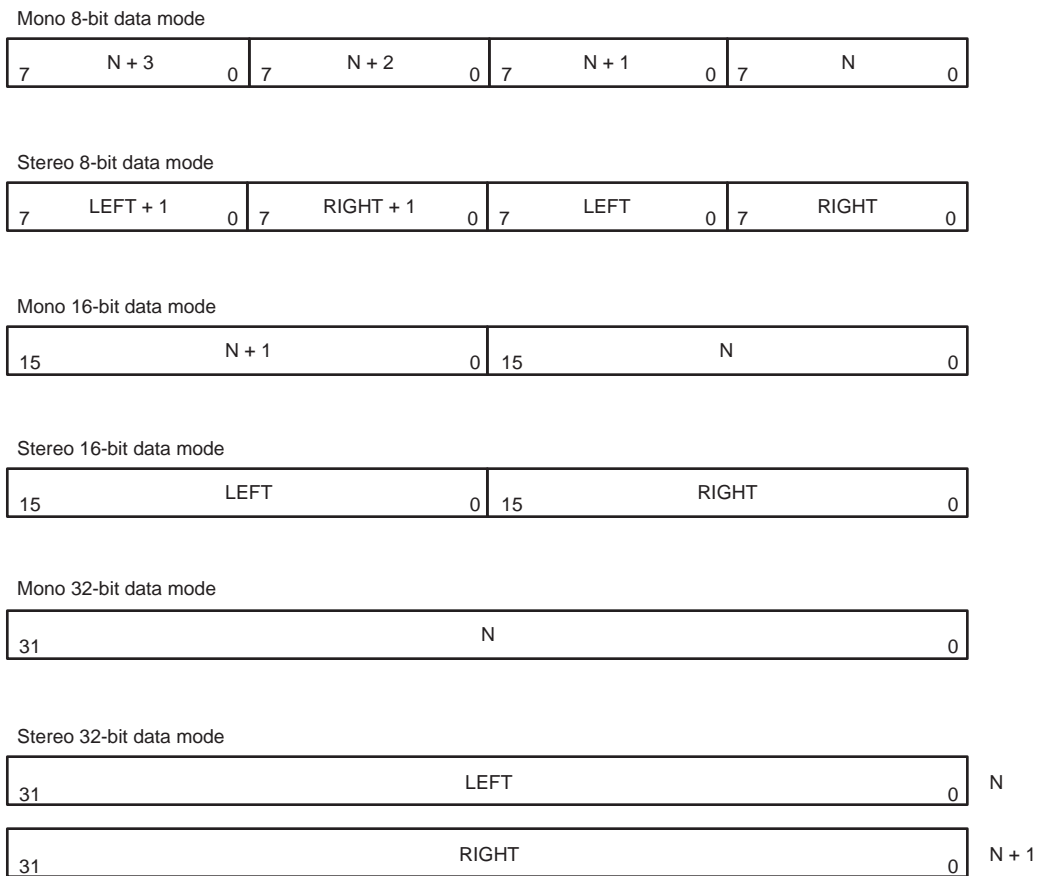 Mono 8-bit data mode
7 N + 3 0 7 N + 2 0 7 N + 1 0 7 N 0
Stereo 8-bit data mode
7 LEFT + 1 0 7 RIGHT + 1 0 7 LEFT 0 7 RIGHT 0
Mono 16-bit data mode
15 N + 1 0 15 N 0
Stereo 16-bit data mode
15 LEFT 0 15 RIGHT 0
Mono 32-bit data mode
31 N 0
Stereo 32-bit data mode
31 LEFT 0 N
31 RIGHT 0 N + 1